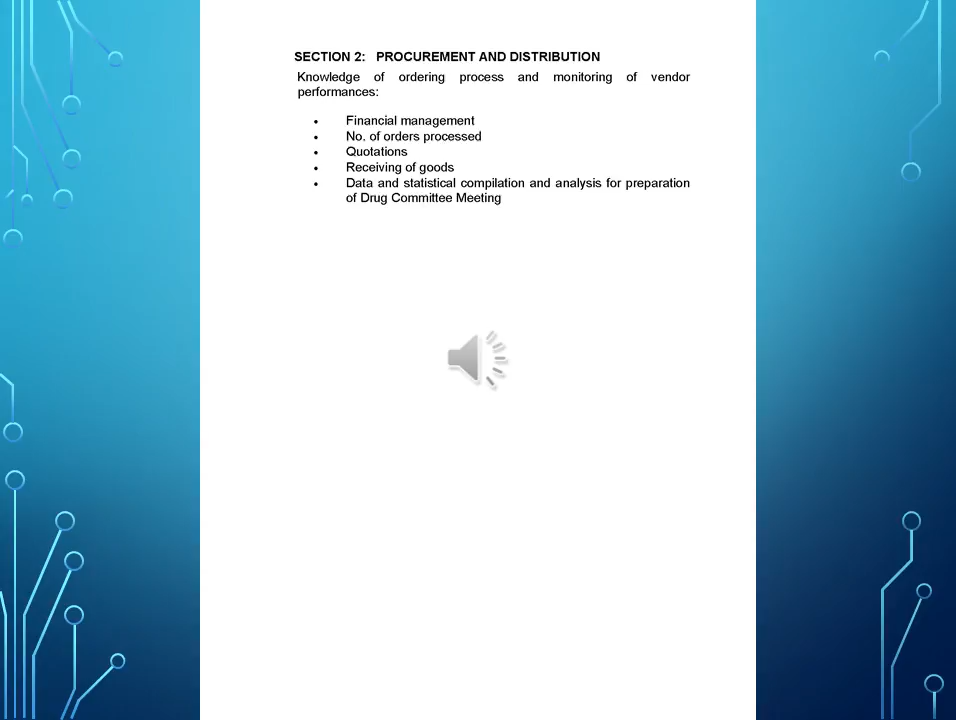 SECTION 2: PROCUREMENT AND DISTRIBUTION
Knowledge of ordering process and monitoring of vendor
performances:
• Financial management
• No. of orders processed
• Quotations
• Receiving of goods
• Data and statistical compilation and analysis for preparation
of Drug Committee Meeting